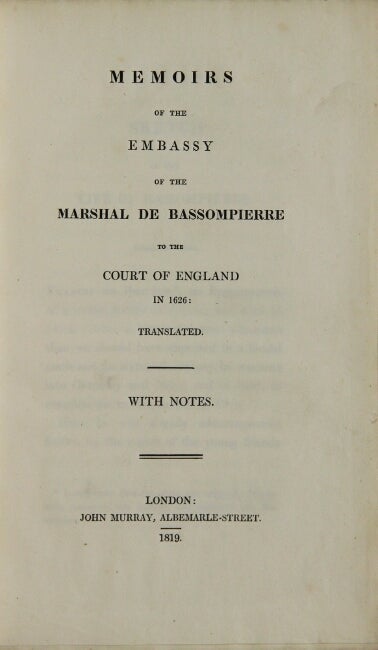 MEMOIRS
OF THE
EMBASSY
OF THE
MARSHAL DE BASSOMPIERRE
TO THE
COURT OF ENGLAND
IN 1626:
TRANSLATED.
WITH NOTES.
LONDON:
JOHN MURRAY, ALBEMARLE-STREET.
1819.